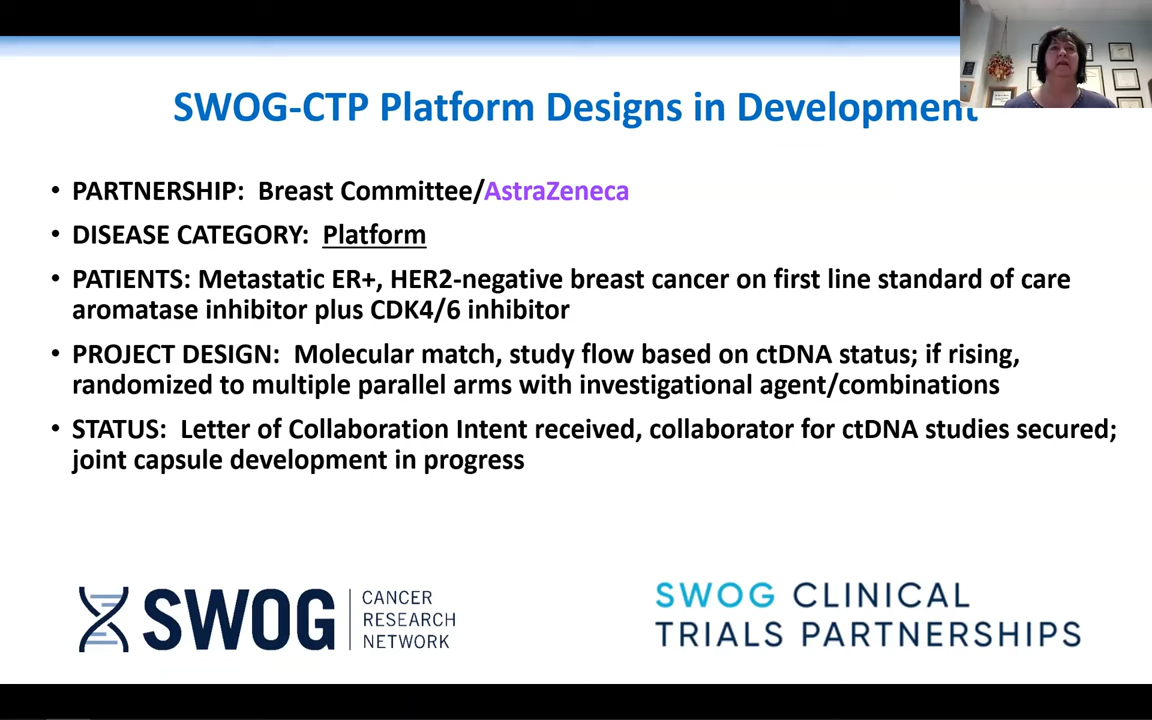 SWOG-CTP Platform Designs in Development
• PARTNERSHIP: Breast Committee/AstraZeneca
• DISEASE CATEGORY: Platform
• PATIENTS: Metastatic ER+, HER2-negative breast cancer on first line standard of care
aromatase inhibitor plus CDK4/6 inhibitor
• PROJECT DESIGN: Molecular match, study flow based on ctDNA status; if rising,
randomized to multiple parallel arms with investigational agent/combinations
• STATUS: Letter of Collaboration Intent received, collaborator for ctDNA studies secured;
joint capsule development in progress
SWOG
CANCER
RESEARCH
NETWORK
SWOG CLINICAL
TRIALS PARTNERSHIPS